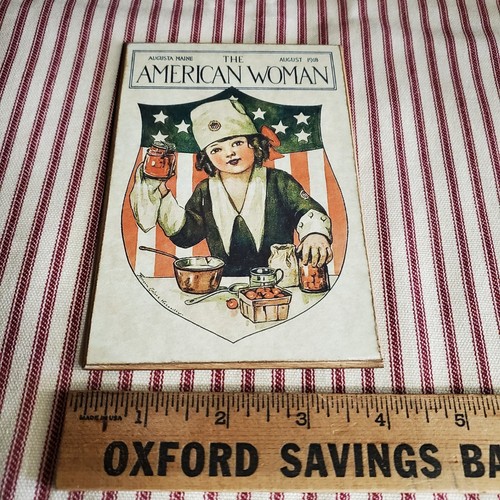 THE
AUGUSTA MAINE
AUGUST 1918
AMERICAN WOMAN
MADE IN USA
1 2 3 4 5
OXFORD SAVINGS BA